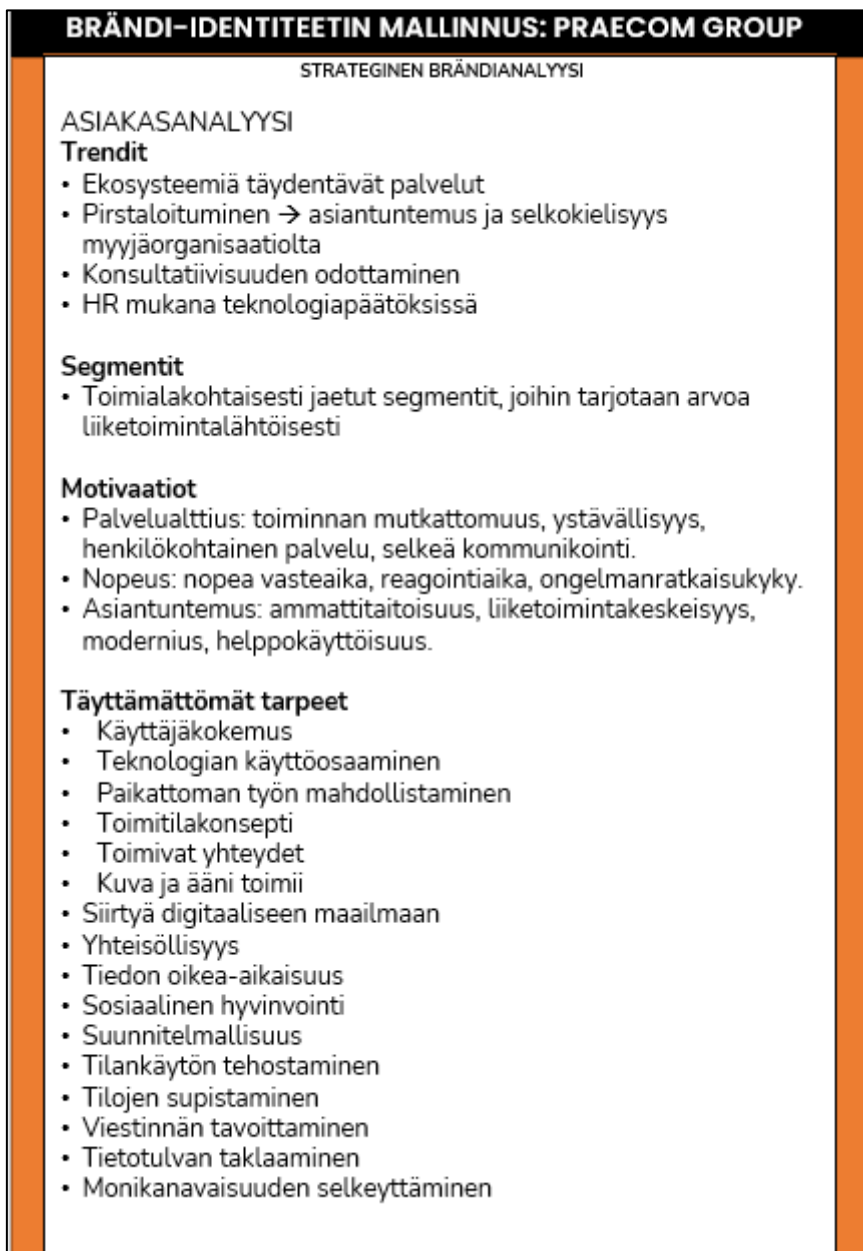 BRÄNDI-IDENTITEETIN MALLINNUS: PRAECOM GROUP
STRATEGINEN BRÄNDIANALYYSI
ASIAKASANALYYSI
Trendit
• Ekosysteemiä täydentävät palvelut
• Pirstaloituminen → asiantuntemus ja selkokielisyys
myyjäorganisaatiolta
• Konsultatiivisuuden odottaminen
• HR mukana teknologiapäätöksissä
Segmentit
• Toimialakohtaisesti jaetut segmentit, joihin tarjotaan arvoa
liiketoimintalähtöisesti
Motivaatiot
• Palvelualttius: toiminnan mutkattomuus, ystävällisyys,
henkilökohtainen palvelu, selkeä kommunikointi.
• Nopeus: nopea vasteaika, reagointiaika, ongelmanratkaisukyky.
• Asiantuntemus: ammattitaitoisuus, liiketoimintakeskeisyys,
modernius, helppokäyttöisuus.
Täyttämättömät tarpeet
• Käyttäjäkokemus
• Teknologian käyttöosaaminen
• Paikattoman työn mahdollistaminen
• Toimitilakonsepti
• Toimivat yhteydet
• Kuva ja ääni toimii
• Siirtyä digitaaliseen maailmaan
• Yhteisöllisyys
• Tiedon oikea-aikaisuus
• Sosiaalinen hyvinvointi
• Suunnitelmallisuus
• Tilankäytön tehostaminen
• Tilojen supistaminen
• Viestinnän tavoittaminen
• Tietotulvan taklaaminen
• Monikanavaisuuden selkeyttäminen